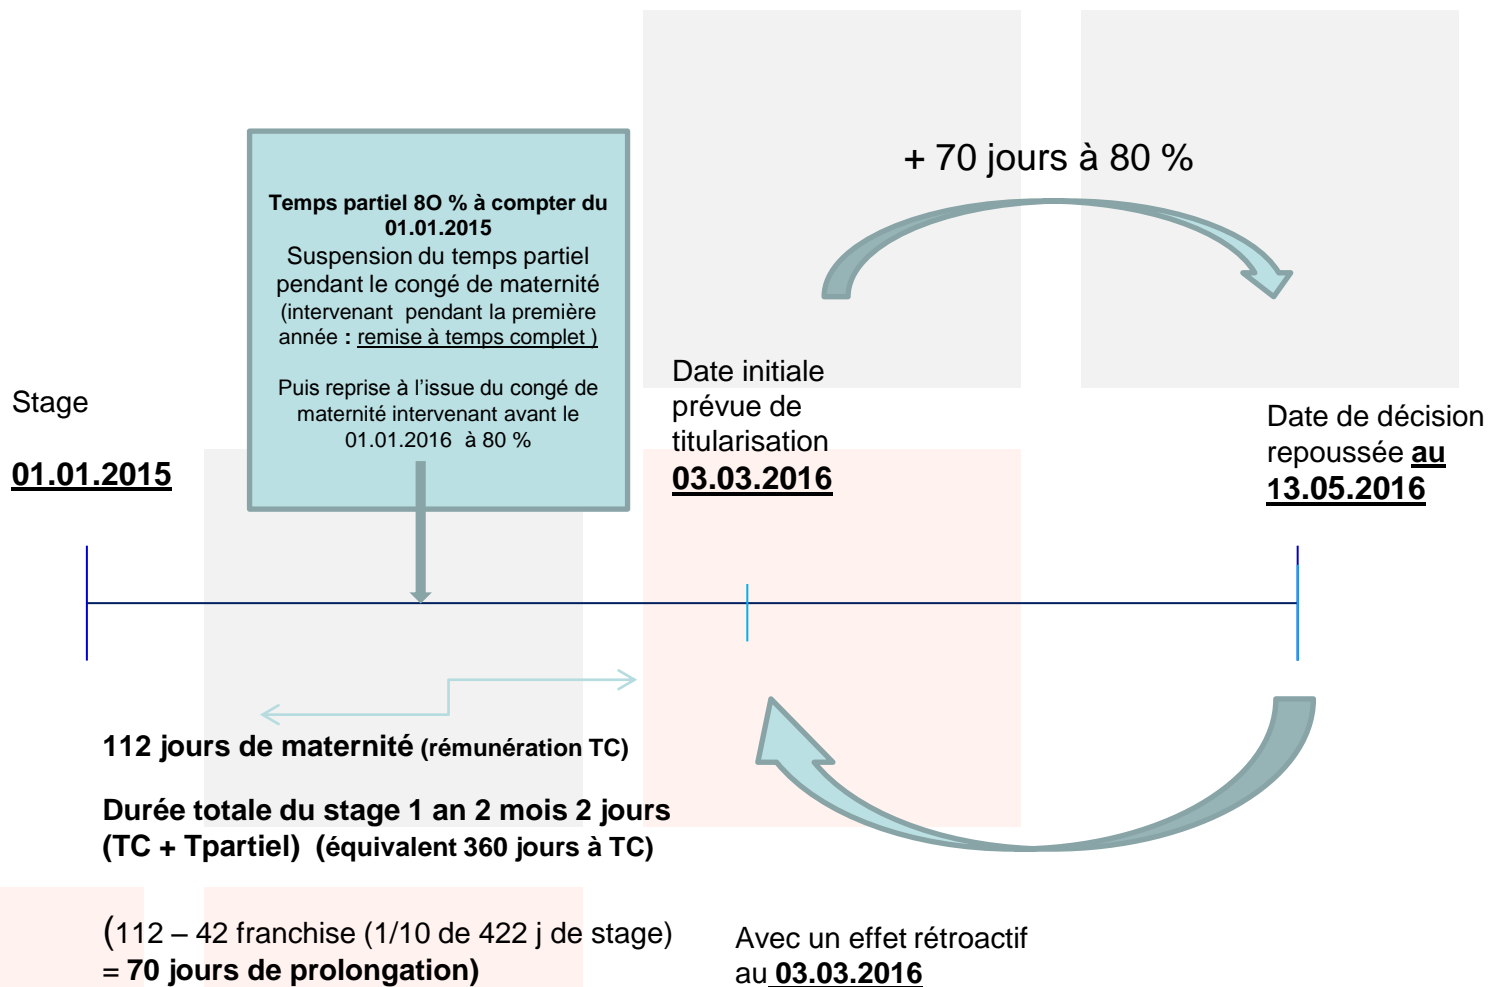 + 70 jours à 80 %
Temps partiel 8O % à compter du
01.01.2015
Suspension du temps partiel
pendant le congé de maternité
(intervenant pendant la première
année : remise à temps complet )
Puis reprise à l’issue du congé de
maternité intervenant avant le
01.01.2016 à 80 %
Stage
01.01.2015
Date initiale
prévue de
titularisation
03.03.2016
Date de décision
repoussée au
13.05.2016
112 jours de maternité (rémunération TC)
Durée totale du stage 1 an 2 mois 2 jours
(TC + Tpartiel) (équivalent 360 jours à TC)
(112 – 42 franchise (1/10 de 422 j de stage)
= 70 jours de prolongation)
Avec un effet rétroactif
au 03.03.2016